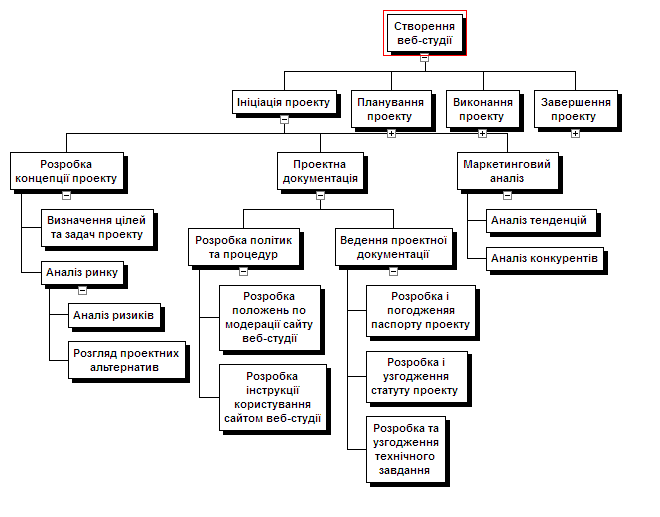 Створення
веб-студії
Ініціація проекту
Планування
проекту
Виконання
проекту
Завершення
проекту
Розробка
концепції проекту
Проектна
документація
Маркетинговий
аналіз
Визначення цілей
та задач проекту
Аналіз ринку
Аналіз ризиків
Розгляд проектних
альтернатив
Розробка політик
та процедур
Розробка
положень по
модерації сайту
веб-студії
Розробка
інструкції
користування
сайтом веб-студії
Ведення проектної
документації
Розробка і
погодження
паспорту проекту
Розробка і
узгодження
статуту проекту
Розробка та
узгодження
технічного
завдання
Аналіз тенденцій
Аналіз конкурентів